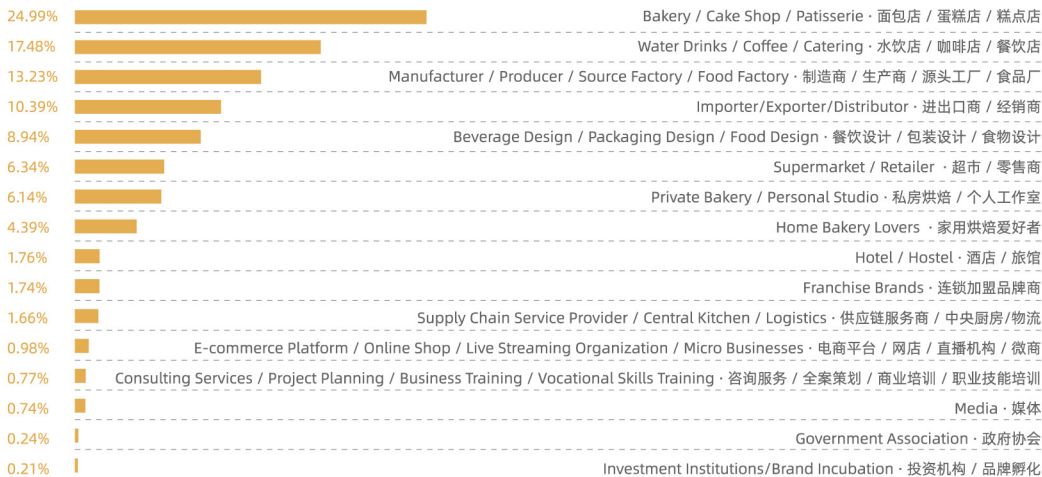 24.99% Bakery / Cake Shop / Patisserie · 面包店 / 蛋糕店 / 糕点店
17.48% Water Drinks / Coffee / Catering · 水饮店 / 咖啡店 / 餐饮店
13.23% Manufacturer / Producer / Source Factory / Food Factory · 制造商 / 生产商 / 源头工厂 / 食品厂
10.39% Importer/Exporter/Distributor · 进出口商 / 经销商
8.94% Beverage Design / Packaging Design / Food Design · 餐饮设计 / 包装设计 / 食物设计
6.34% Supermarket / Retailer · 超市 / 零售商
6.14% Private Bakery / Personal Studio · 私房烘焙 / 个人工作室
4.39% Home Bakery Lovers · 家用烘焙爱好者
1.76% Hotel / Hostel · 酒店 / 旅馆
1.74% Franchise Brands · 连锁加盟品牌商
1.66% Supply Chain Service Provider / Central Kitchen / Logistics · 供应链服务商 / 中央厨房/物流
0.98% E-commerce Platform / Online Shop / Live Streaming Organization / Micro Businesses · 电商平台 / 网店 / 直播机构 / 微商
0.77% Consulting Services / Project Planning / Business Training / Vocational Skills Training · 咨询服务 / 全案策划 / 商业培训 / 职业技能培训
0.74% Media · 媒体
0.24% Government Association · 政府协会
0.21% Investment Institutions/Brand Incubation · 投资机构 / 品牌孵化